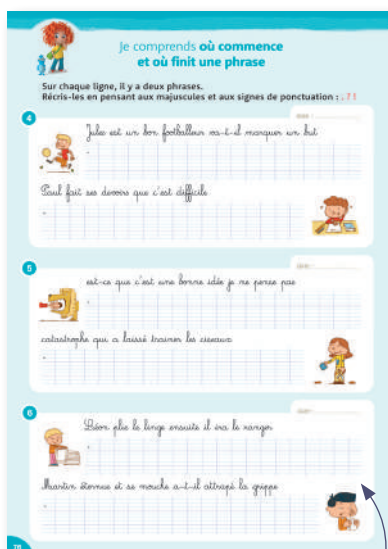 Je comprends où commence
et où finit une phrase
Sur chaque ligne, il y a deux phrases.
Récris-les en pensant aux majuscules et aux signes de ponctuation : . ? !
4
Jules est un bon footballeur va-t-il marquer un but
Paul fait ses devoirs que c'est difficile
5
est-ce que c'est une bonne idée je ne pense pas
catastrophe qui a laissé trainer les ciseaux
6
Léon plie le linge ensuite il ira le ranger
Martin éternue et se mouche a-t-il attrapé la grippe
78